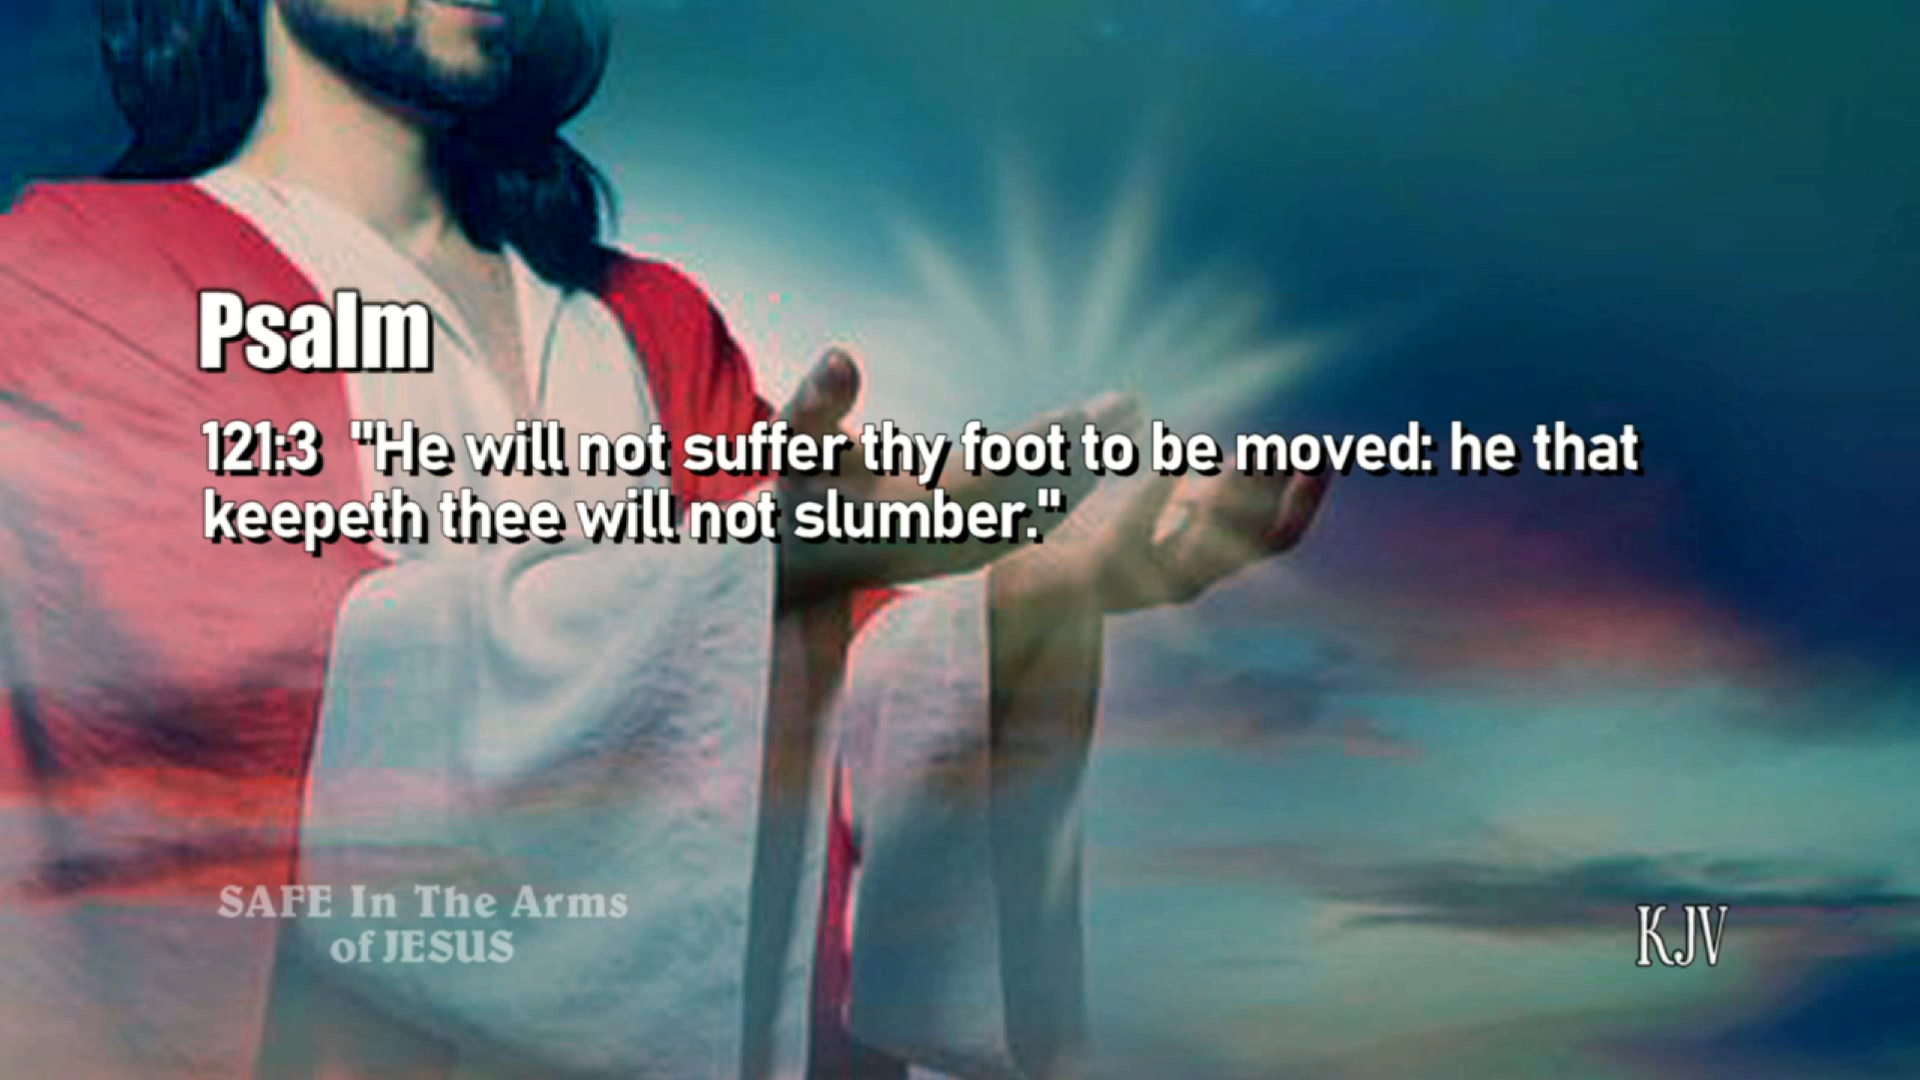 Psalm
121:3 "He will not suffer thy foot to be moved: he that
keepeth thee will not slumber."
SAFE In The Arms
of JESUS
KJV